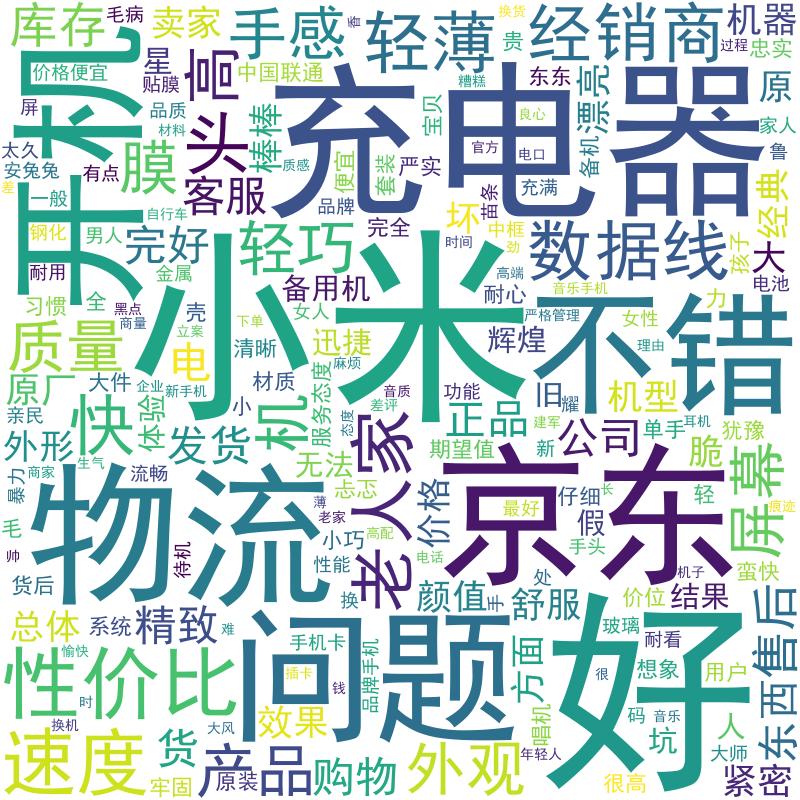 库存
毛病
卖家
手感
轻薄
贵
换货
经销商
机器
过程
忠实
香
价格便宜
星
贴膜
中国联通
高
屏
品质
材料
开机
充电器
糟糕
东东
漂亮
原
家人
鲁
太久
安兔兔
差
有点
膜
头
棒棒
质感
便宜
宝贝
套装
严实
官方
良心
电口
备机
充满
苗条
经典
一般
自行车
客服
品牌
完全
坏
中框
劲
时间
钢化
男人
完好
轻巧
数据线
孩子
大
耐用
金属
备用机
高端
耐心
音乐手机
力
电池
习惯
全
黑点
商量
壳
立案
女人
下单
小米
不错
严格管理
女性
质量
电
清晰
迅捷
麻烦
辉煌
理由
原厂
大件
企业
新手机
小
材质
服务态度
音质
差评
功能
旧
耀
机型
亲民
快
体验
机
态度
正品
建军
耳机
单手
犹豫
外形
发货
老人家
期望值
新
公司
脆
暴力
商家
生气
流畅
无法
忐忑
价格
仔细
假
轻
屏幕
物流
薄
老家
高配
最好
长
痕迹
毛
帅
待机
小巧
京东
手头
蛮快
货后
性能
换
电话
机子
颜值
手
舒服
处
价位
结果
总体
系统
精致
难
手机卡
问题
好
玻璃
耐看
售后
愉快
性价比
插卡
品牌手机
方面
很
想象
用户
东西
时
钱
换机
大风
效果
唱机
码
音乐
人
速度
货
年轻人
坑
大师
牢固
产品
原装
购物
外观
很高
紧密